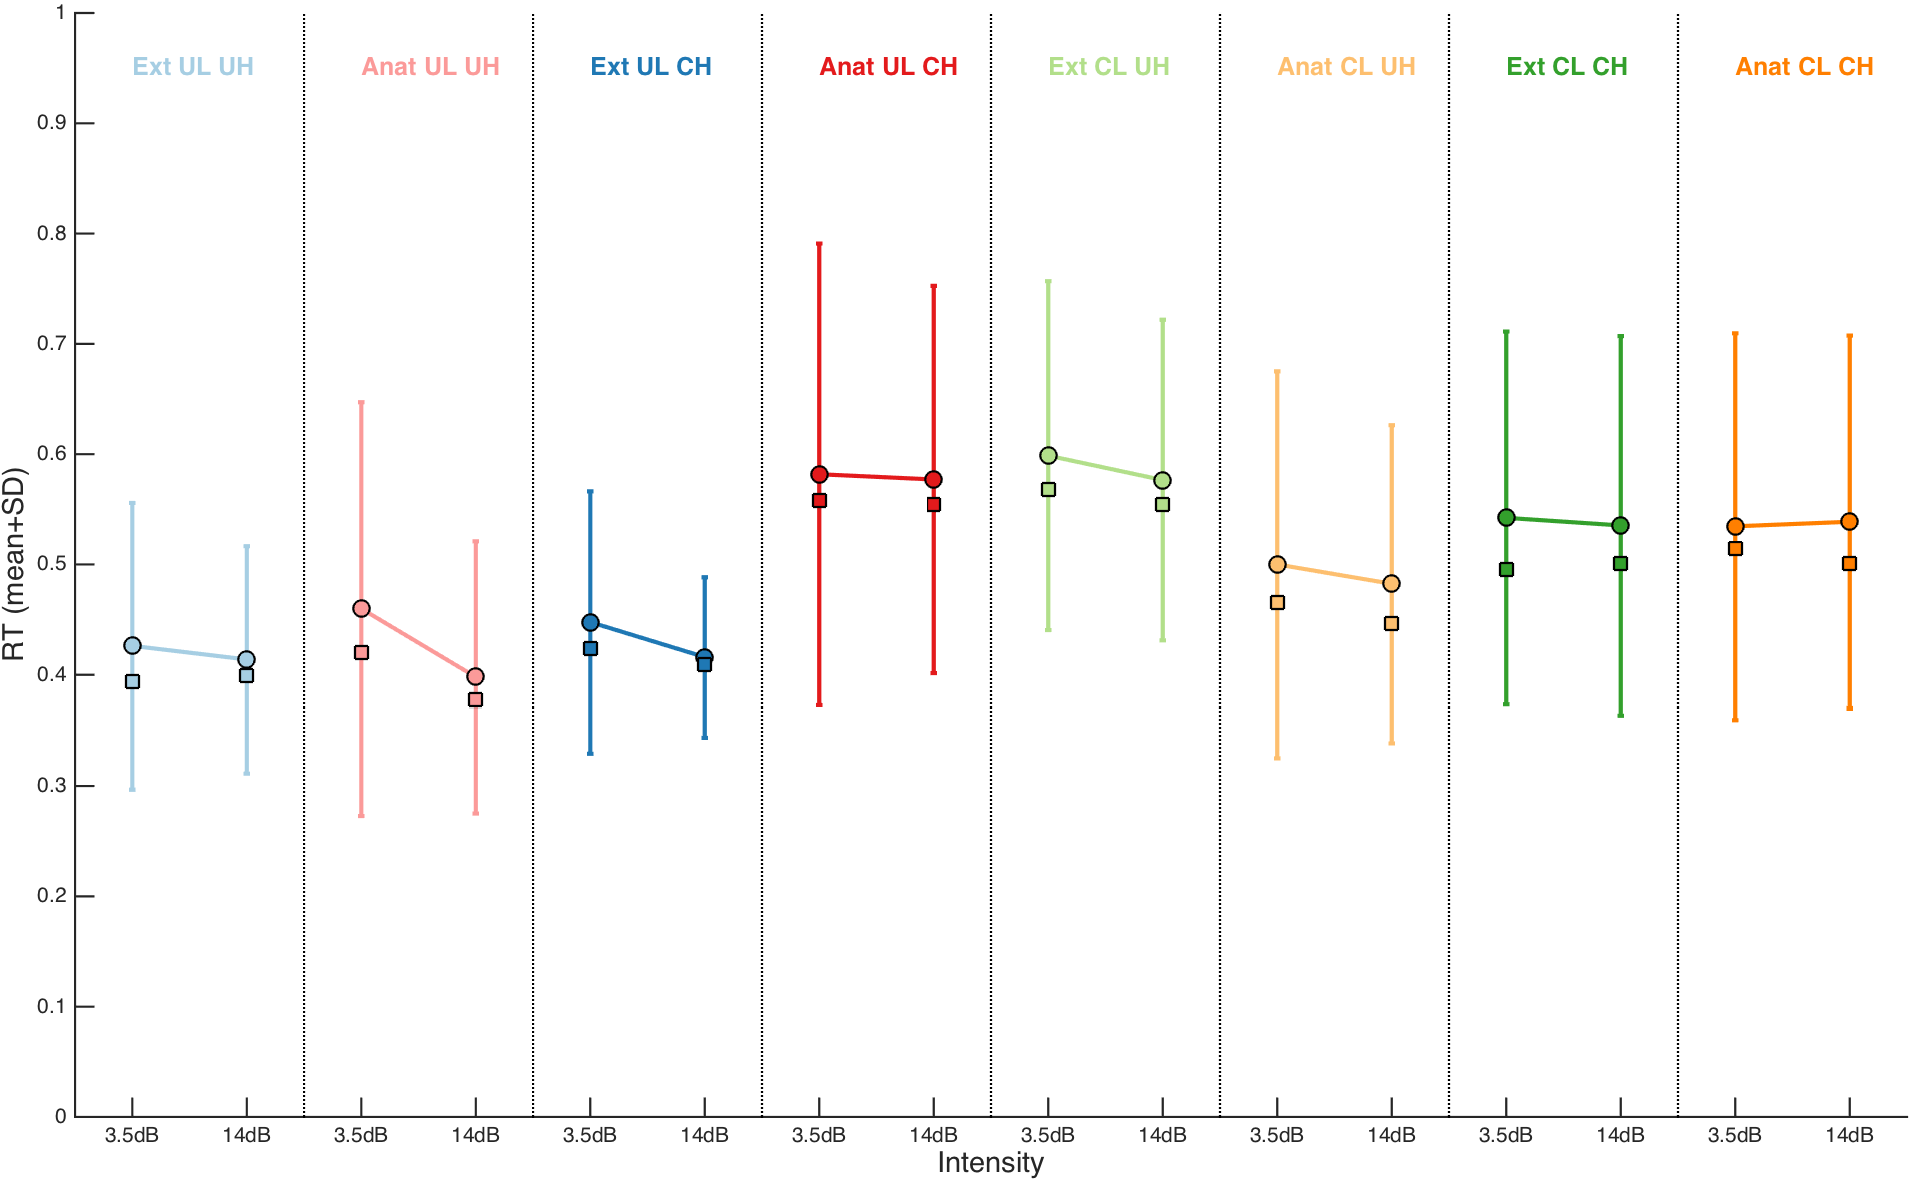 1
Ext UL UH Anat UL UH Ext UL CH Anat UL CH Ext CL UH Anat CL UH Ext CL CH Anat CL CH
0.9
0.8
0.7
0.6
0.5
0.4
0.3
0.2
0.1
0
RT (mean+SD)
3.5dB 14dB 3.5dB 14dB 3.5dB 14dB 3.5dB 14dB 3.5dB 14dB 3.5dB 14dB 3.5dB 14dB 3.5dB 14dB
Intensity